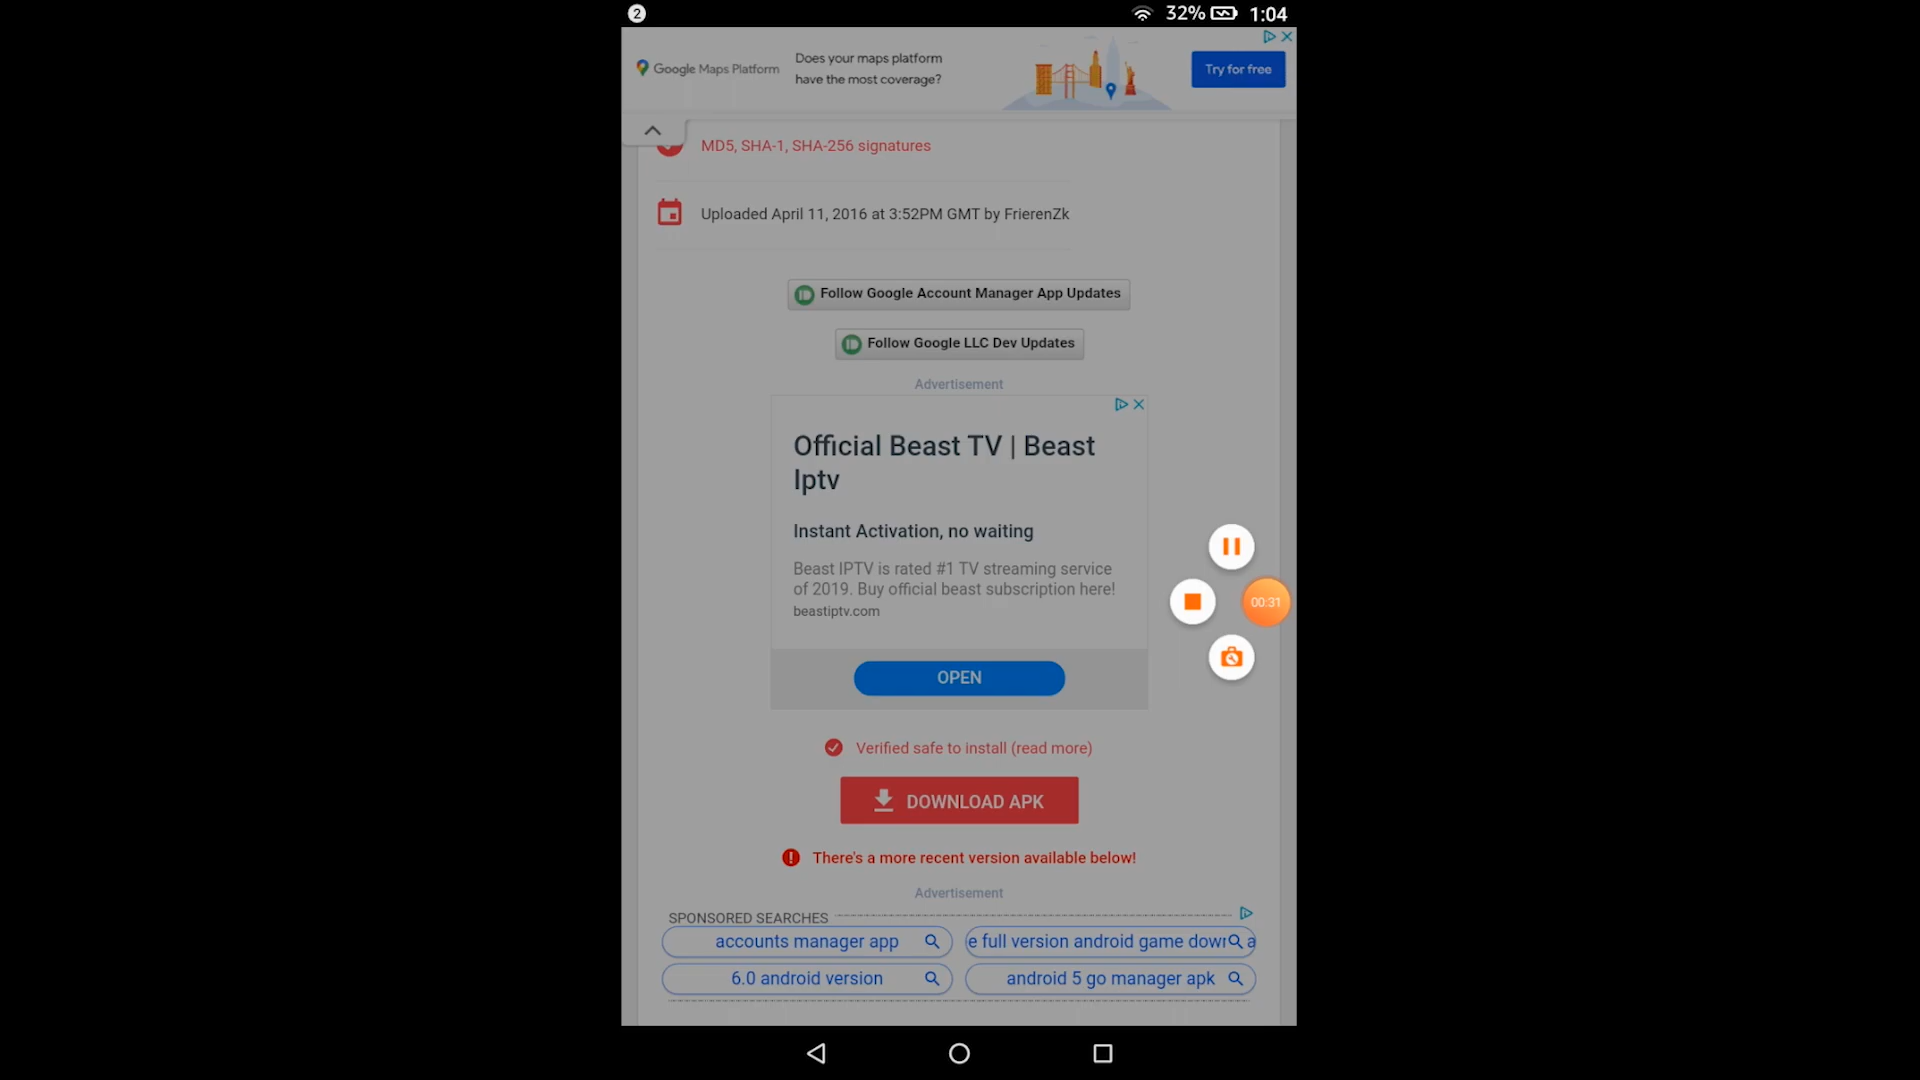 2
32%
1:04
Google Maps Platform
Does your maps platform
have the most coverage?
Try for free
MD5, SHA-1, SHA-256 signatures
Uploaded April 11, 2016 at 3:52PM GMT by FrierenZk
Follow Google Account Manager App Updates
Follow Google LLC Dev Updates
Advertisement
Official Beast TV | Beast
Iptv
Instant Activation, no waiting
Beast IPTV is rated #1 TV streaming service
of 2019. Buy official beast subscription here!
beastiptv.com
OPEN
00:31
Verified safe to install (read more)
DOWNLOAD APK
There's a more recent version available below!
Advertisement
SPONSORED SEARCHES
accounts manager app
e full version android game down a
6.0 android version
android 5 go manager apk